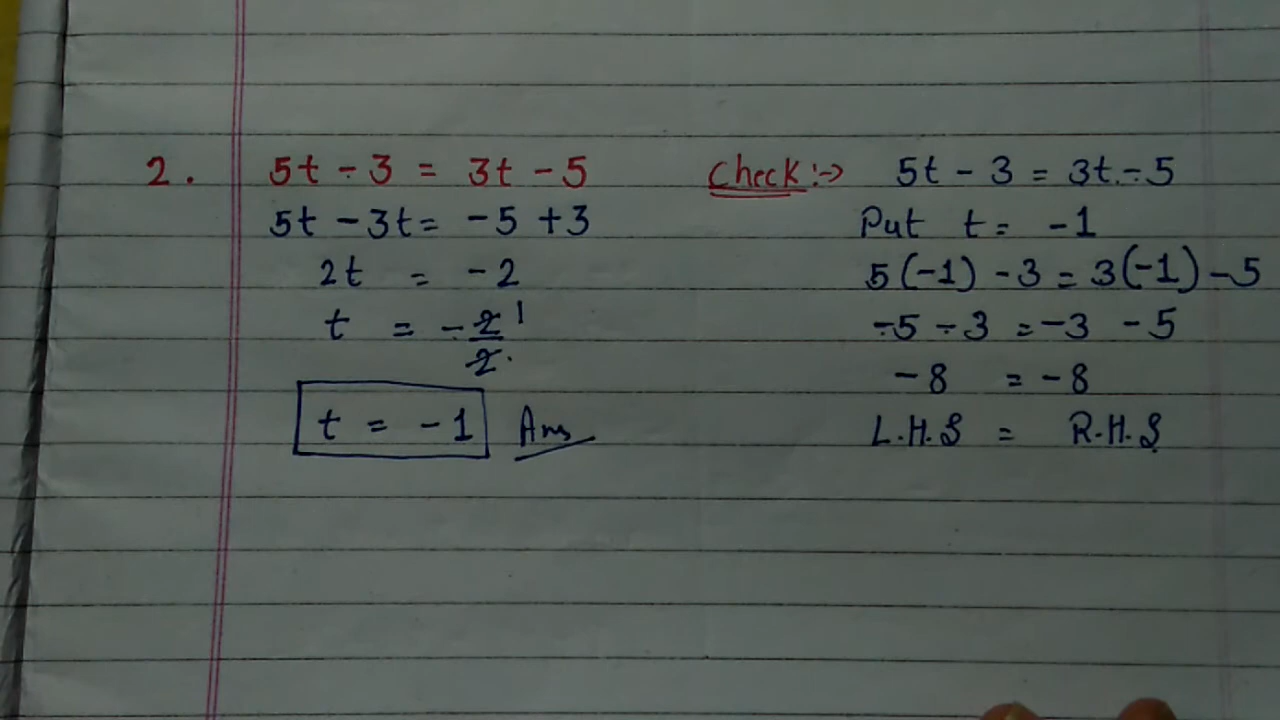 2. 5t - 3 = 3t - 5
5t - 3t = -5 + 3
2t = -2
t = -2/2 1
t = -1 Ans
Check :→ 5t - 3 = 3t - 5
Put t = -1
5(-1) - 3 = 3(-1) - 5
-5 - 3 = -3 - 5
-8 = -8
L.H.S = R.H.S